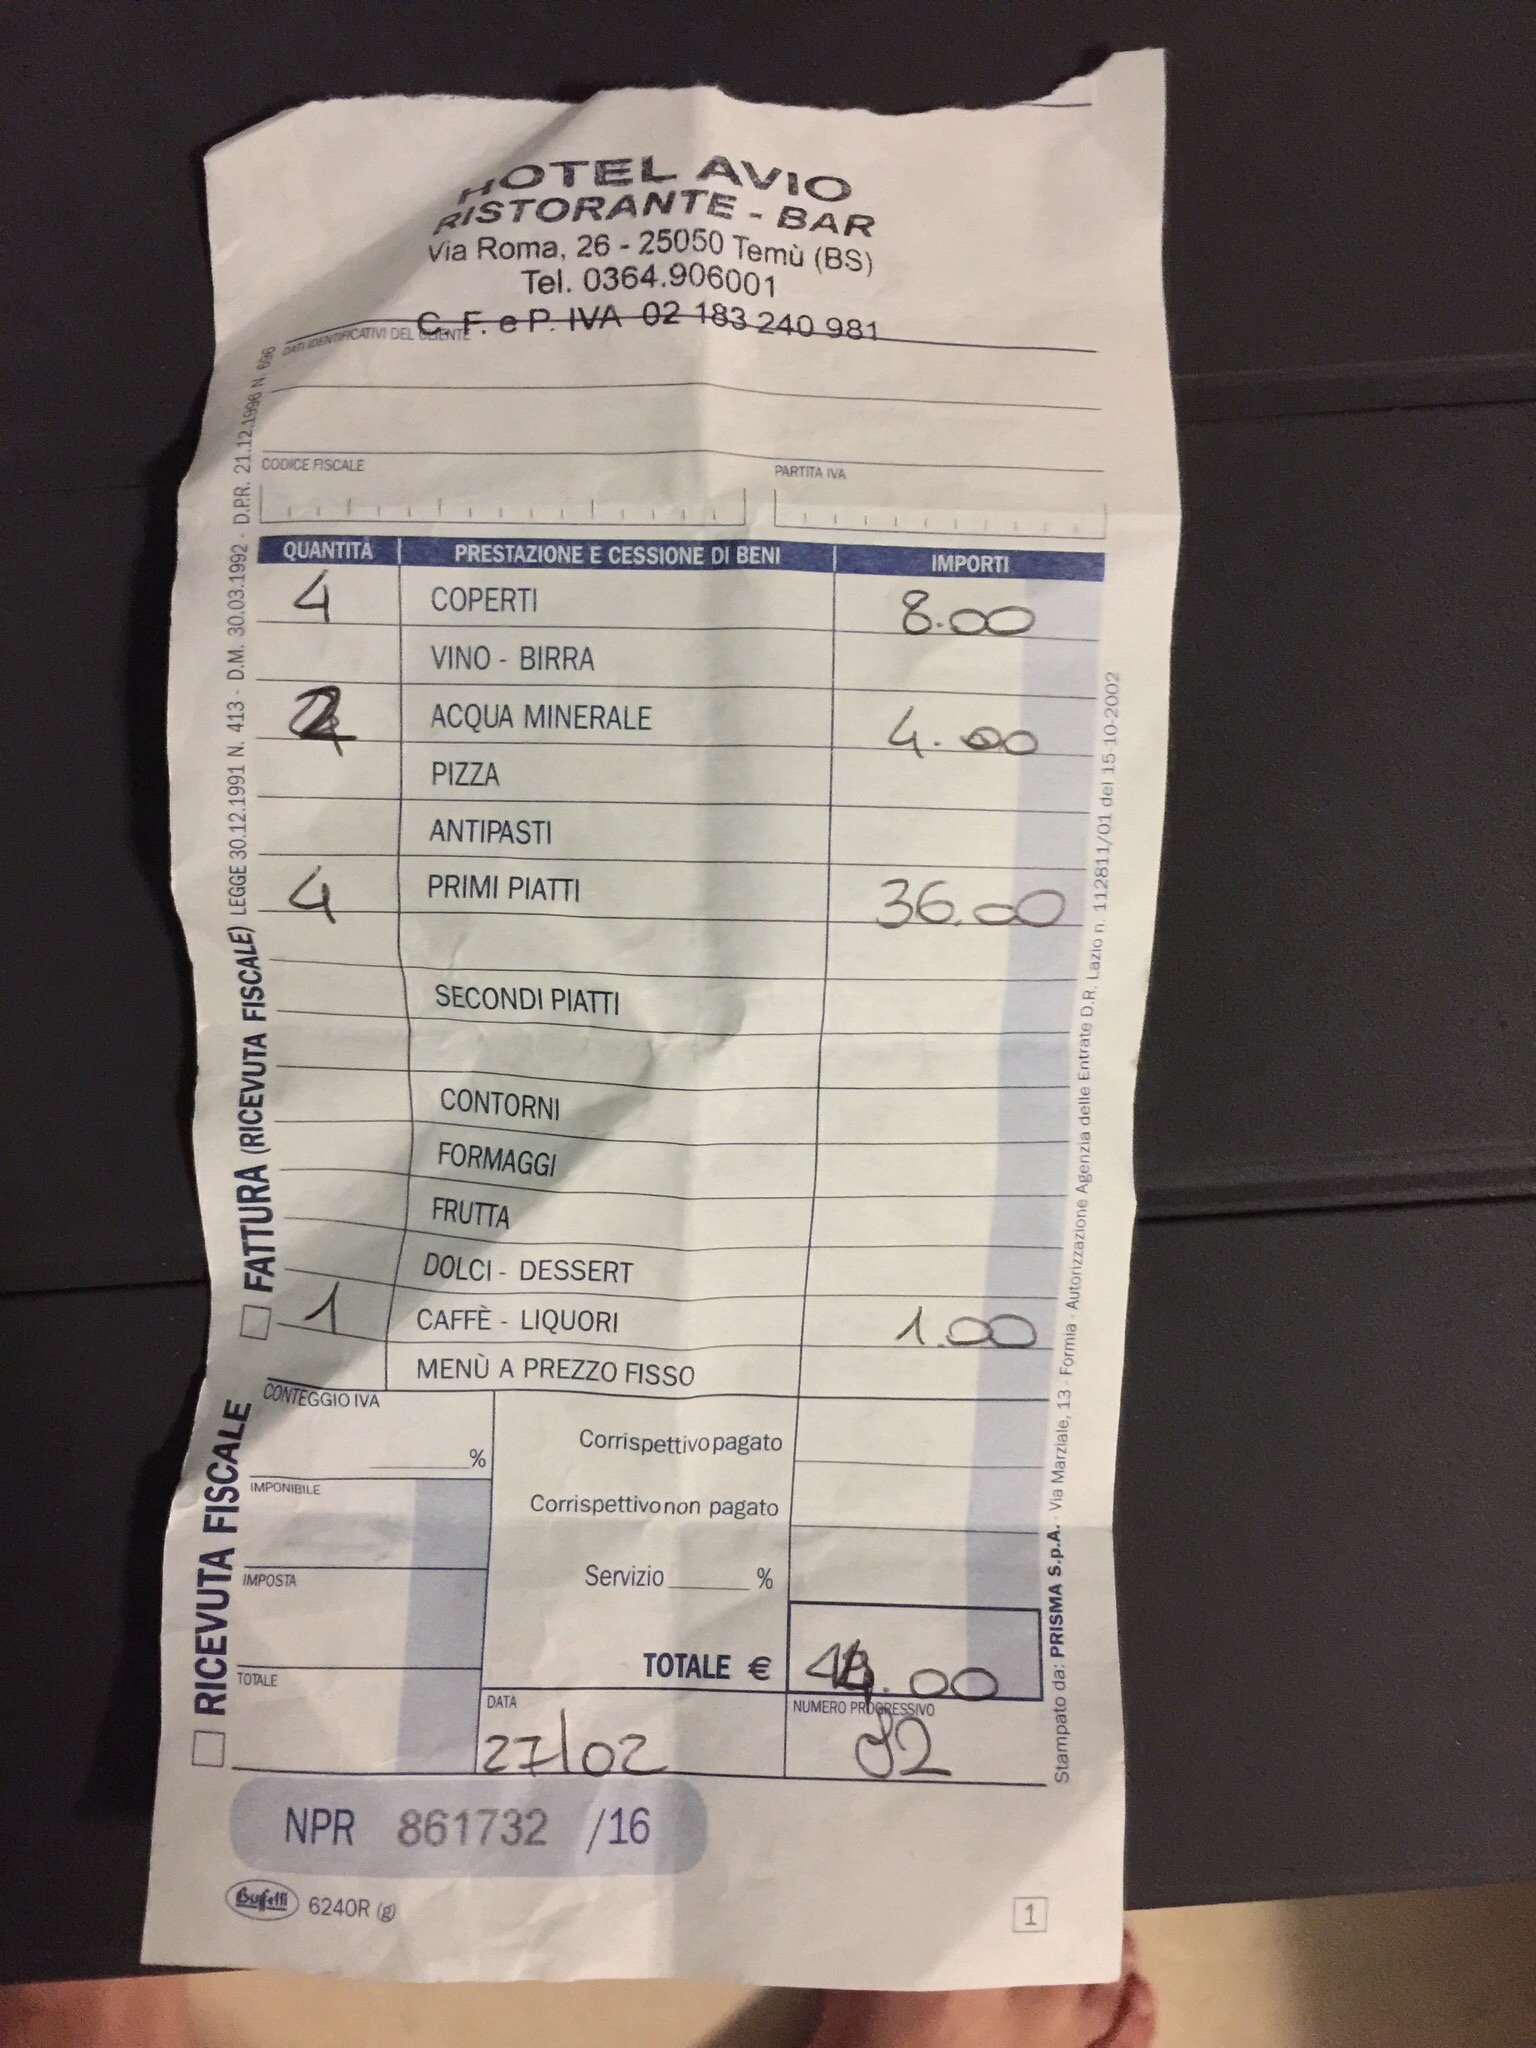 HOTEL AVIO
RISTORANTE - BAR
Via Roma, 26 - 25050 Temù (BS)
Tel. 0364.906001
C. F. e P. IVA 02 183 240 981
DATI IDENTIFICATIVI DEL CLIENTE
CODICE FISCALE PARTITA IVA
QUANTITÀ PRESTAZIONE E CESSIONE DI BENI IMPORTI
4 COPERTI 8.00
VINO - BIRRA
2 ACQUA MINERALE 4.00
PIZZA
ANTIPASTI
4 PRIMI PIATTI 36.00
SECONDI PIATTI
CONTORNI
FORMAGGI
FRUTTA
DOLCI - DESSERT
1 CAFFÈ - LIQUORI 1.00
MENÙ A PREZZO FISSO
CONTEGGIO IVA
%
IMPONIBILE
IMPOSTA
TOTALE
Corrispettivo pagato
Corrispettivo non pagato
Servizio ______ %
TOTALE € .00
DATA
27/02
NUMERO PROGRESSIVO
92
NPR 861732 /16
Buffetti 6240R (g)
1
RICEVUTA FISCALE
FATTURA (RICEVUTA FISCALE) LEGGE 30.12.1991 N. 413 - D.M. 30.03.1992 - D.P.R. 21.12.1996 N. 696
Stampato da: PRISMA S.p.A. - Via Marziale, 13 - Formia - Autorizzazione Agenzia delle Entrate D.R. Lazio n. 112811/01 del 15-10-2002